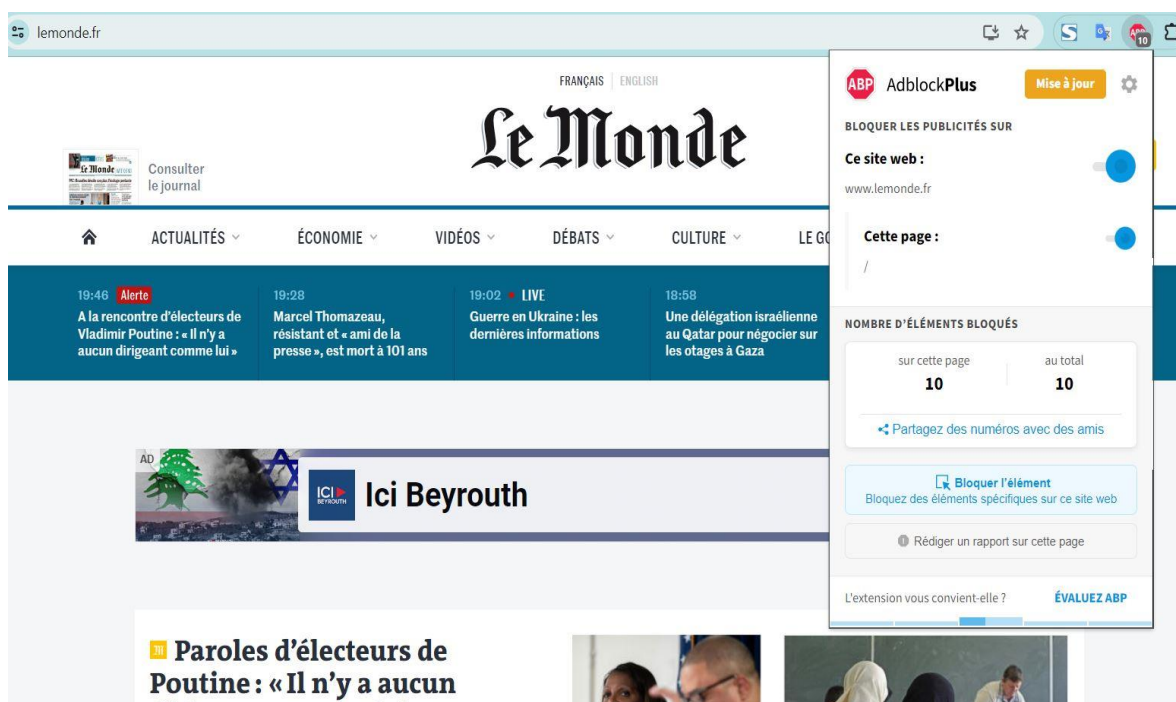 lemonde.fr
10
FRANÇAIS ENGLISH
Le Monde
Consulter
le journal
ACTUALITÉS
ÉCONOMIE
VIDÉOS
DÉBATS
CULTURE
LE GO
19:46 Alerte
A la rencontre d'électeurs de
Vladimir Poutine : « Il n'y a
aucun dirigeant comme lui »
19:28
Marcel Thomazeau,
résistant et « ami de la
presse », est mort à 101 ans
19:02 LIVE
Guerre en Ukraine : les
dernières informations
18:58
Une délégation israélienne
au Qatar pour négocier sur
les otages à Gaza
AD
ICI
BEYROUTH
Ici Beyrouth
Paroles d'électeurs de
Poutine : « Il n'y a aucun
ABP AdblockPlus Mise à jour
BLOQUER LES PUBLICITÉS SUR
Ce site web :
www.lemonde.fr
Cette page :
/
NOMBRE D'ÉLÉMENTS BLOQUÉS
sur cette page au total
10 10
Partagez des numéros avec des amis
Bloquer l'élément
Bloquez des éléments spécifiques sur ce site web
Rédiger un rapport sur cette page
L'extension vous convient-elle ? ÉVALUEZ ABP